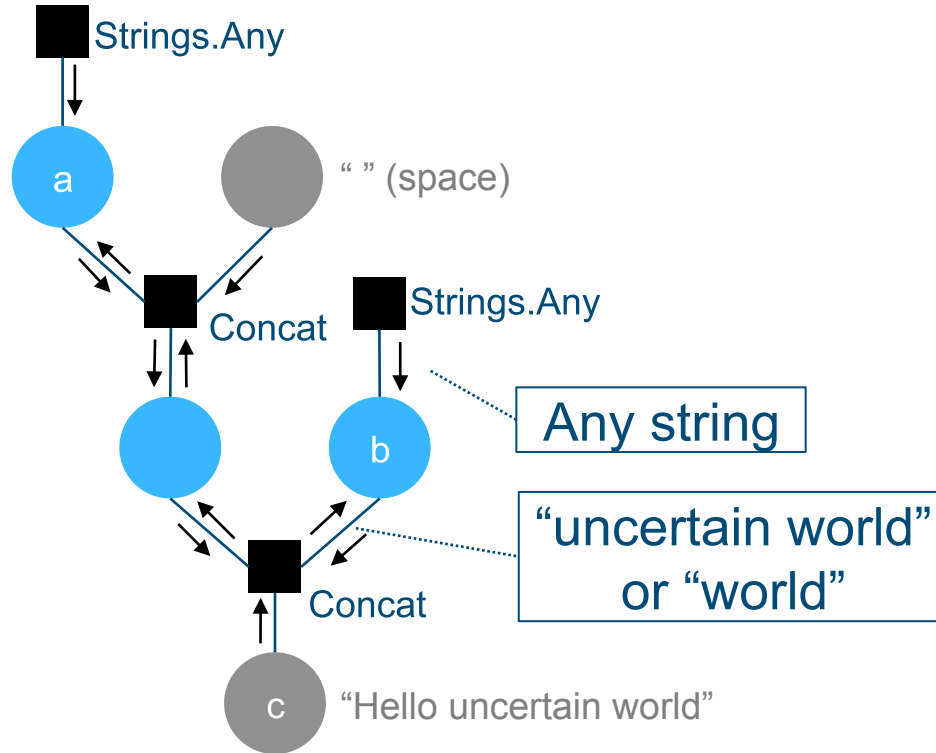 Strings.Any
a
“ ” (space)
Strings.Any
Concat
Any string
b
“uncertain world”
or “world”
Concat
c
“Hello uncertain world”